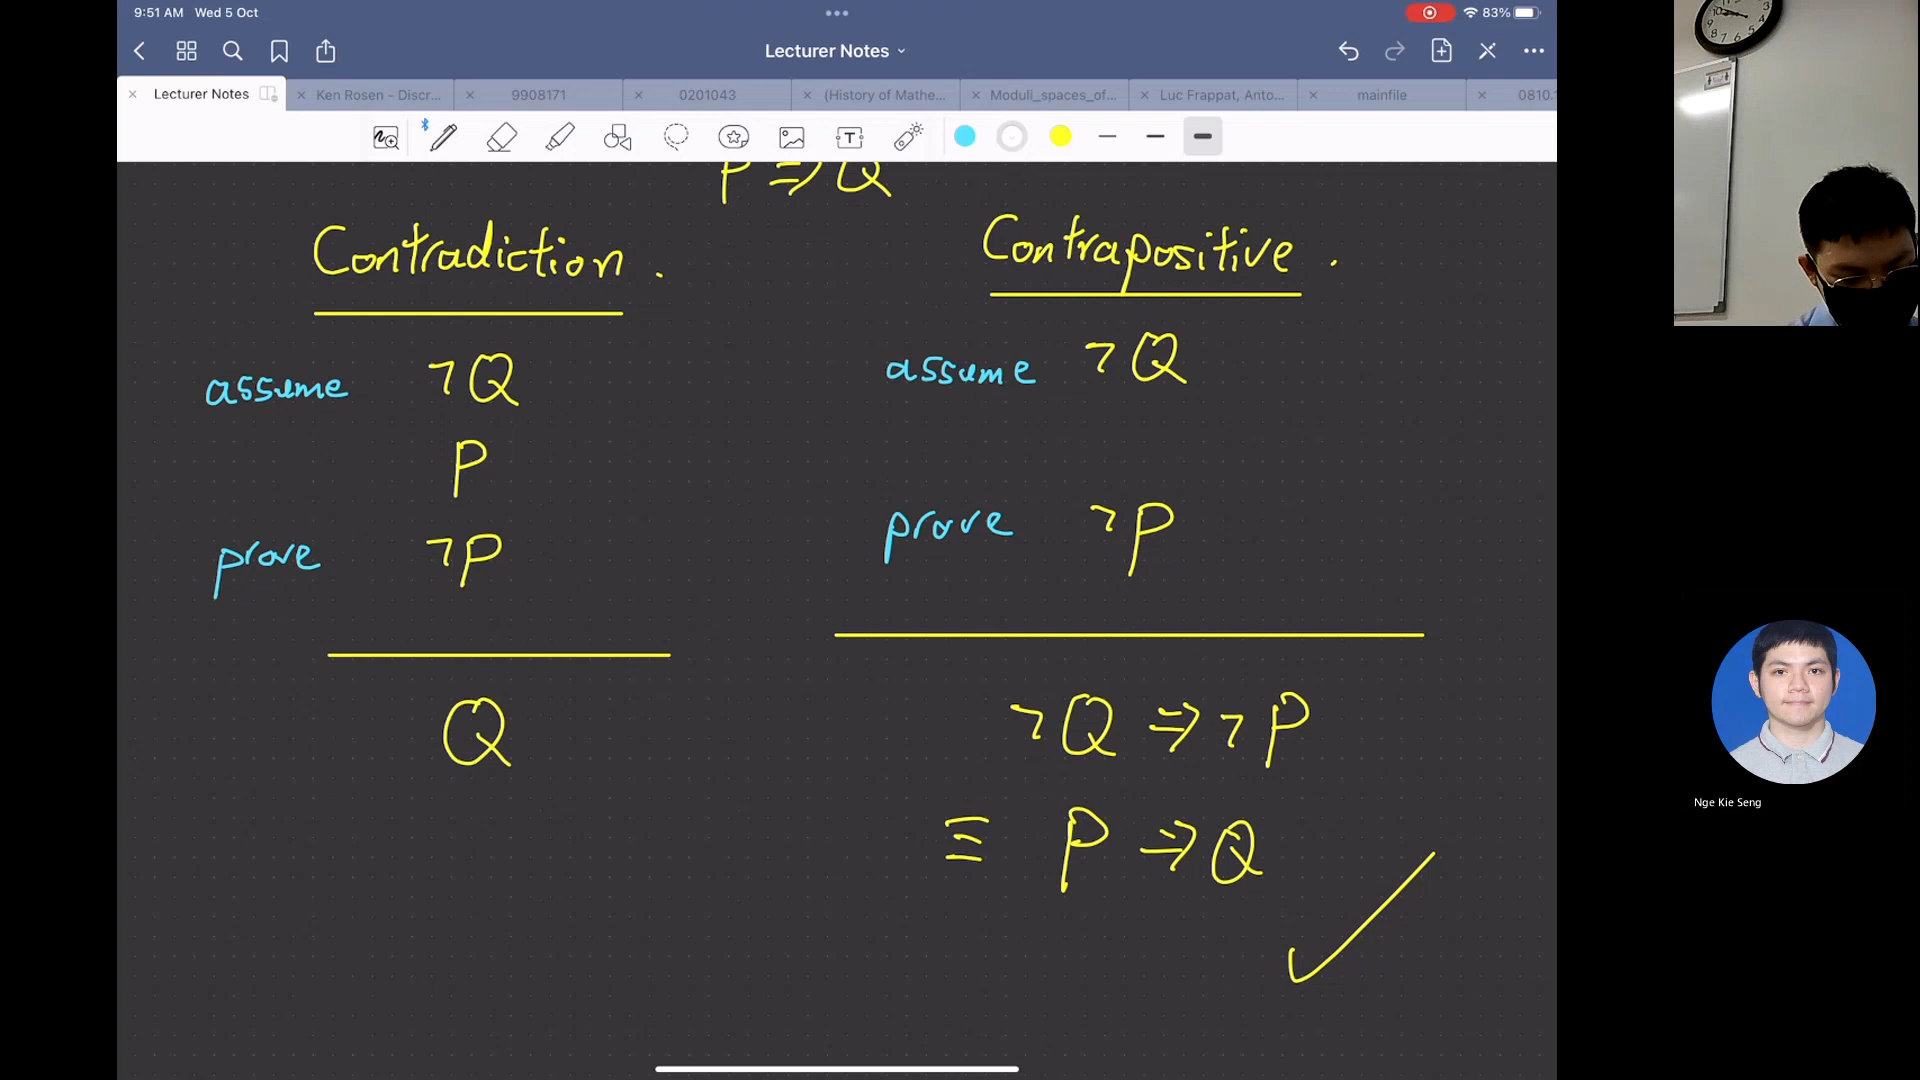 9:51 AM Wed 5 Oct
83%
Lecturer Notes
Lecturer Notes
Ken Rosen - Discr...
9908171
0201043
(History of Mathe...
Moduli_spaces_of...
Luc Frappat, Anto...
mainfile
0810.
P ⇒ Q
Contradiction.
assume ¬Q
P
prove ¬P
Q
Contrapositive.
assume ¬Q
prove ¬P
¬Q ⇒ ¬P
≡ P ⇒ Q
Nge Kie Seng